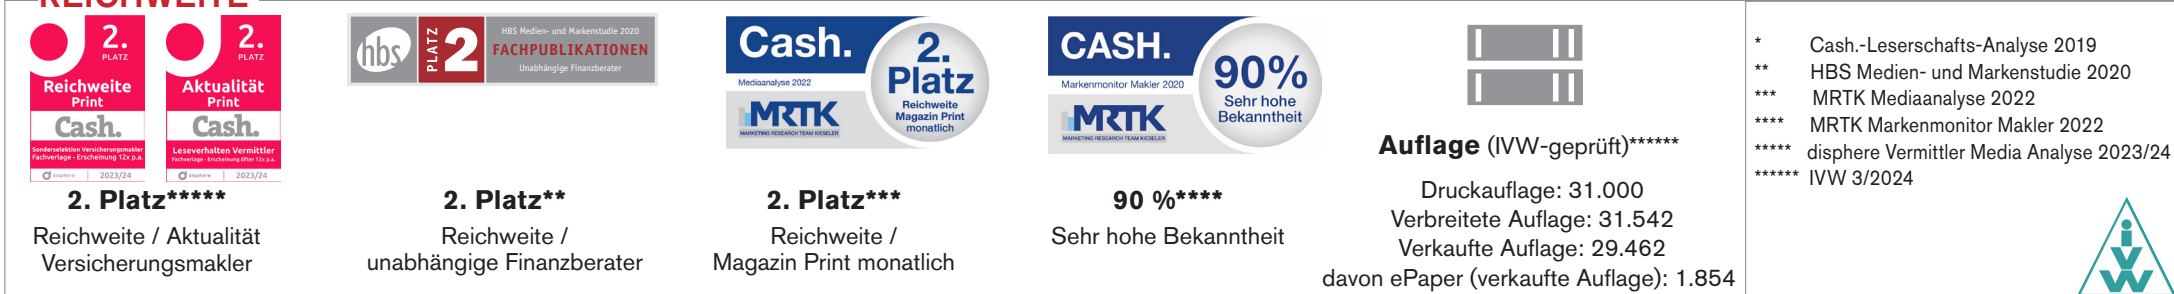 REICHWEITE
2.
PLATZ
Reichweite
Print
Cash.
Sonderselektion Versicherungsmakler
Fachverlage - Erscheinung 12x p.a.
disphere 2023/24
2.
PLATZ
Aktualität
Print
Cash.
Leseverhalten Vermittler
Fachverlage - Erscheinung öfter 12x p.a.
disphere 2023/24
2. Platz*****
Reichweite / Aktualität
Versicherungsmakler
hbs
PLATZ
2
HBS Medien- und Markenstudie 2020
FACHPUBLIKATIONEN
Unabhängige Finanzberater
2. Platz**
Reichweite /
unabhängige Finanzberater
Cash.
Mediaanalyse 2022
MRTK
MARKETING RESEARCH TEAM KIESELER
2.
Platz
Reichweite
Magazin Print
monatlich
2. Platz***
Reichweite /
Magazin Print monatlich
CASH.
Markenmonitor Makler 2020
MRTK
MARKETING RESEARCH TEAM KIESELER
90%
Sehr hohe
Bekanntheit
90 %****
Sehr hohe Bekanntheit
Auflage (IVW-geprüft)******
Druckauflage: 31.000
Verbreitete Auflage: 31.542
Verkaufte Auflage: 29.462
davon ePaper (verkaufte Auflage): 1.854
* Cash.-Leserschafts-Analyse 2019
** HBS Medien- und Markenstudie 2020
*** MRTK Mediaanalyse 2022
**** MRTK Markenmonitor Makler 2022
***** disphere Vermittler Media Analyse 2023/24
****** IVW 3/2024
iVW